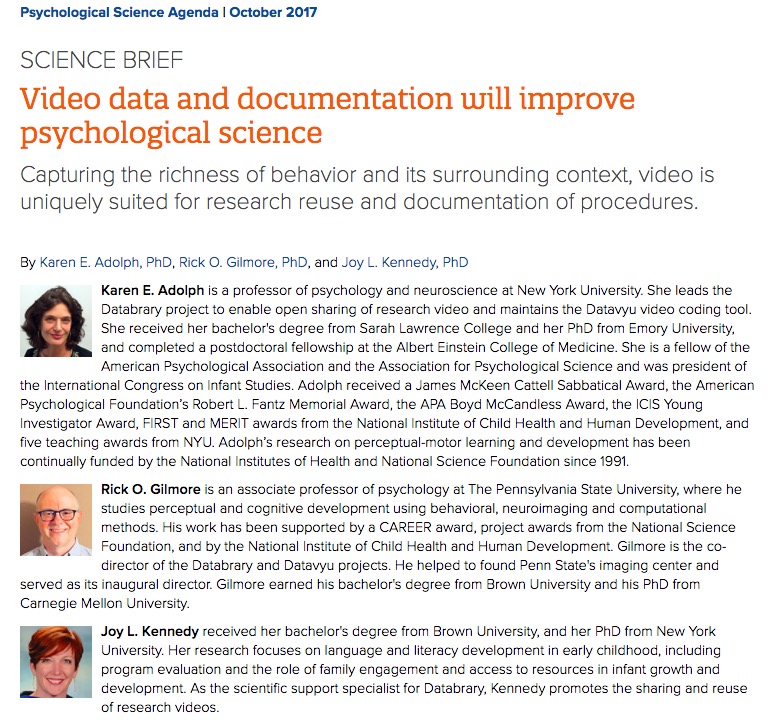 Psychological Science Agenda | October 2017
SCIENCE BRIEF
Video data and documentation will improve
psychological science
Capturing the richness of behavior and its surrounding context, video is
uniquely suited for research reuse and documentation of procedures.
By Karen E. Adolph, PhD, Rick O. Gilmore, PhD, and Joy L. Kennedy, PhD
Karen E. Adolph is a professor of psychology and neuroscience at New York University. She leads the
Databrary project to enable open sharing of research video and maintains the Datavyu video coding tool.
She received her bachelor's degree from Sarah Lawrence College and her PhD from Emory University,
and completed a postdoctoral fellowship at the Albert Einstein College of Medicine. She is a fellow of the
American Psychological Association and the Association for Psychological Science and was president of
the International Congress on Infant Studies. Adolph received a James McKeen Cattell Sabbatical Award, the American
Psychological Foundation's Robert L. Fantz Memorial Award, the APA Boyd McCandless Award, the ICIS Young
Investigator Award, FIRST and MERIT awards from the National Institute of Child Health and Human Development, and
five teaching awards from NYU. Adolph's research on perceptual-motor learning and development has been
continually funded by the National Institutes of Health and National Science Foundation since 1991.
Rick O. Gilmore is an associate professor of psychology at The Pennsylvania State University, where he
studies perceptual and cognitive development using behavioral, neuroimaging and computational
methods. His work has been supported by a CAREER award, project awards from the National Science
Foundation, and by the National Institute of Child Health and Human Development. Gilmore is the co-
director of the Databrary and Datavyu projects. He helped to found Penn State's imaging center and
served as its inaugural director. Gilmore earned his bachelor's degree from Brown University and his PhD from
Carnegie Mellon University.
Joy L. Kennedy received her bachelor's degree from Brown University, and her PhD from New York
University. Her research focuses on language and literacy development in early childhood, including
program evaluation and the role of family engagement and access to resources in infant growth and
development. As the scientific support specialist for Databrary, Kennedy promotes the sharing and reuse
of research videos.